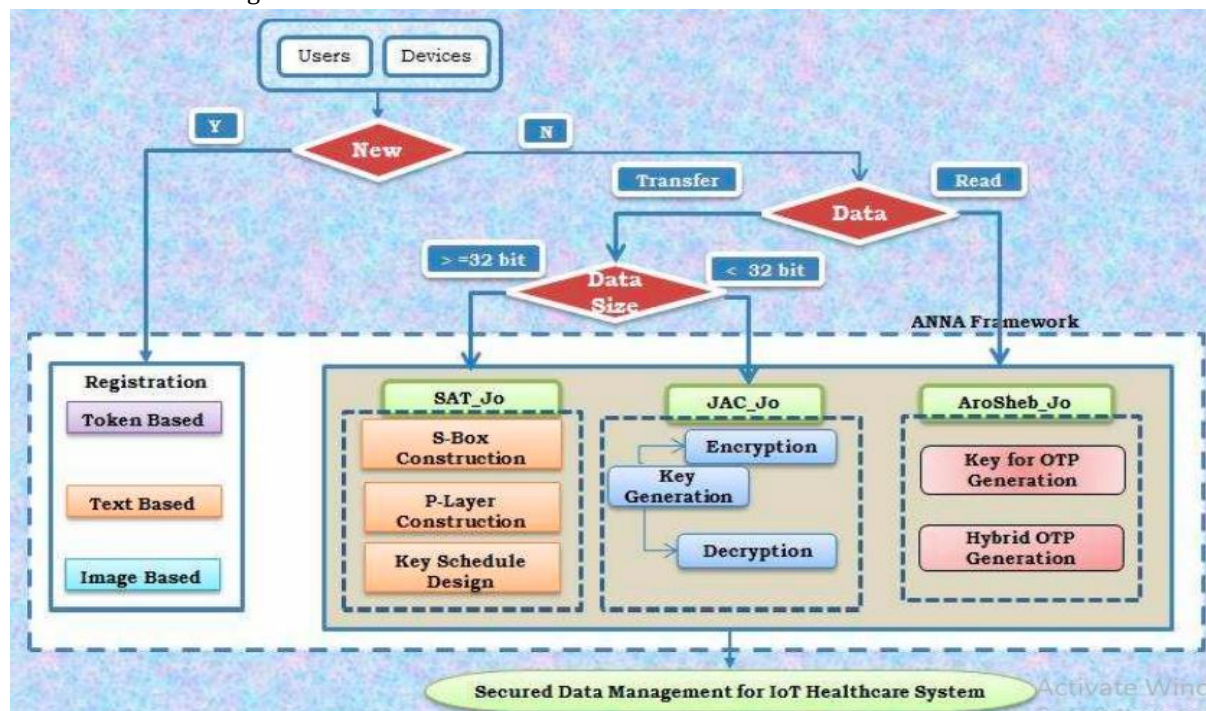 Users
Devices
Y
N
New
Transfer
Read
Data
> =32 bit
< 32 bit
Data
Size
ANNA Framework
Registration
Token Based
Text Based
Image Based
SAT_Jo
S-Box
Construction
P-Layer
Construction
Key Schedule
Design
JAC_Jo
Encryption
Key
Generation
Decryption
AroSheb_Jo
Key for OTP
Generation
Hybrid OTP
Generation
Secured Data Management for IoT Healthcare System
Activate Wind